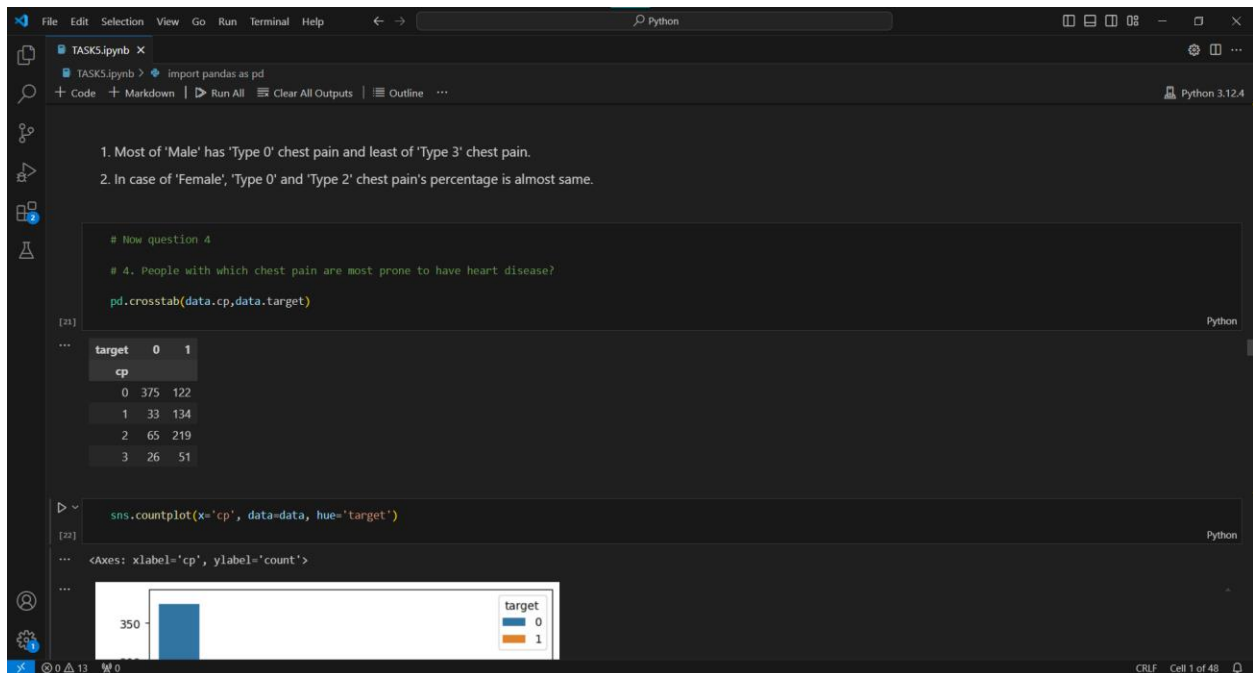 File Edit Selection View Go Run Terminal Help
Python
TASK5.ipynb
TASK5.ipynb > import pandas as pd
+ Code + Markdown | Run All Clear All Outputs | Outline ...
Python 3.12.4
1. Most of 'Male' has 'Type 0' chest pain and least of 'Type 3' chest pain.
2. In case of 'Female', 'Type 0' and 'Type 2' chest pain's percentage is almost same.
# Now question 4
# 4. People with which chest pain are most prone to have heart disease?
pd.crosstab(data.cp,data.target)
[21]
Python
target 0 1
cp
0 375 122
1 33 134
2 65 219
3 26 51
sns.countplot(x='cp', data=data, hue='target')
[22]
Python
<Axes: xlabel='cp', ylabel='count'>
target
0
1
350
2
1
0 13 0
CRLF Cell 1 of 48